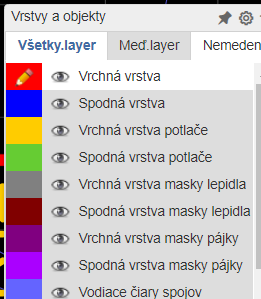 Vrstvy a objekty
Všetky.layer Meď.layer Nemeden
Vrchná vrstva
Spodná vrstva
Vrchná vrstva potlače
Spodná vrstva potlače
Vrchná vrstva masky lepidla
Spodná vrstva masky lepidla
Vrchná vrstva masky pájky
Spodná vrstva masky pájky
Vodiace čiary spojov